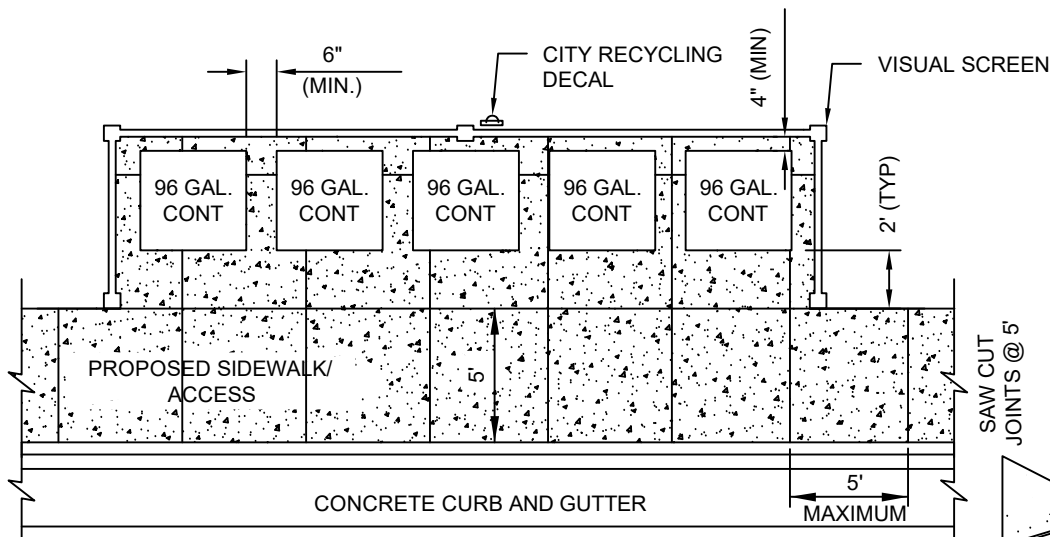 6"
(MIN.)
CITY RECYCLING
DECAL
4" (MIN)
VISUAL SCREEN
96 GAL.
CONT
96 GAL.
CONT
96 GAL.
CONT
96 GAL.
CONT
96 GAL.
CONT
2' (TYP)
PROPOSED SIDEWALK/
ACCESS
5'
SAW CUT
JOINTS @ 5'
CONCRETE CURB AND GUTTER
5'
MAXIMUM